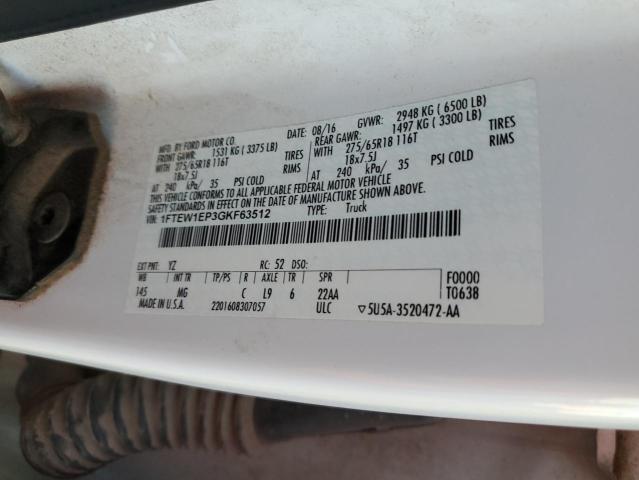 MFD. BY FORD MOTOR CO. DATE: 08/16 GVWR: 2948 KG ( 6500 LB)
FRONT GAWR: 1531 KG ( 3375 LB) REAR GAWR: 1497 KG ( 3300 LB)
WITH 275/65R18 116T TIRES WITH 275/65R18 116T TIRES
18x7.5J RIMS 18x7.5J RIMS
AT 240 kPa/ 35 PSI COLD AT 240 kPa/ 35 PSI COLD
THIS VEHICLE CONFORMS TO ALL APPLICABLE FEDERAL MOTOR VEHICLE
SAFETY STANDARDS IN EFFECT ON THE DATE OF MANUFACTURE SHOWN ABOVE.
VIN: 1FTEW1EP3GKF63512 TYPE: Truck
EXT PNT: YZ RC: 52 DSO:
WB INT TR TP/PS R AXLE TR SPR F0000
145 MG C L9 6 22AA T0638
MADE IN U.S.A. 2201608307057 ULC ▽5U5A-3520472-AA